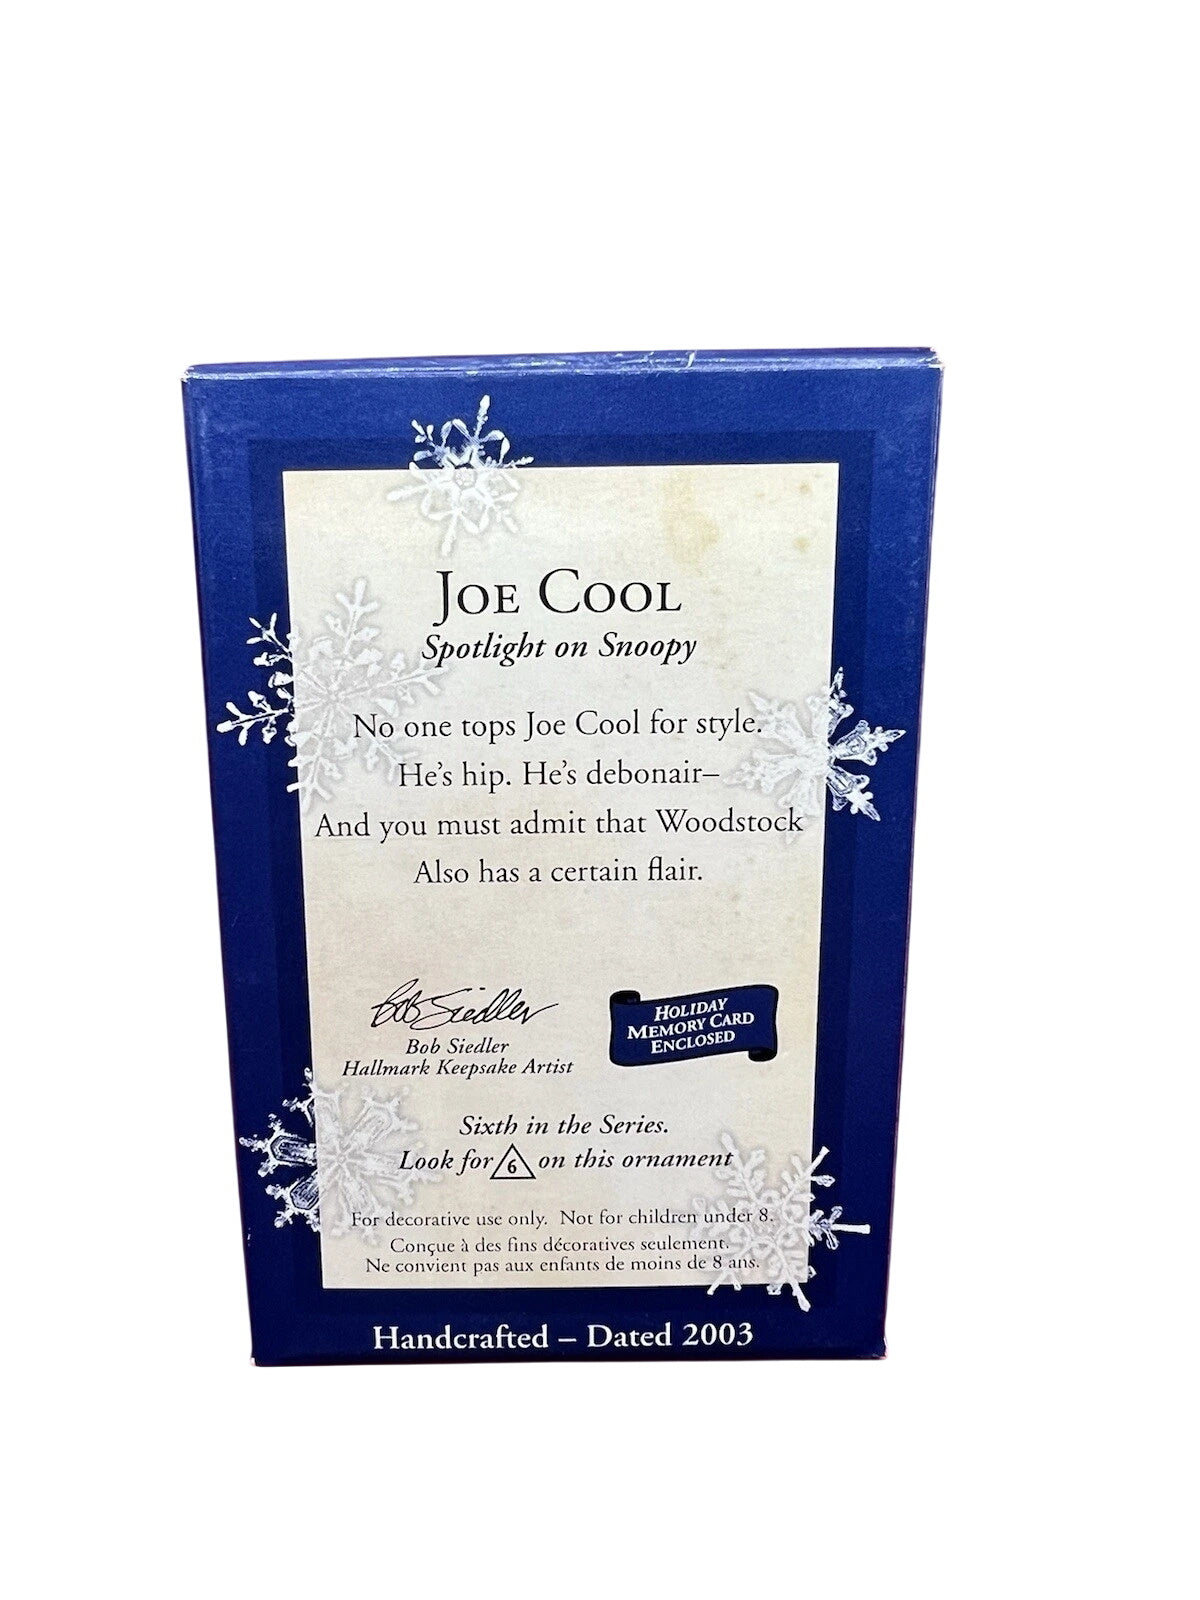 JOE COOL
Spotlight on Snoopy
No one tops Joe Cool for style.
He's hip. He's debonair–
And you must admit that Woodstock
Also has a certain flair.
Bob Siedler
Bob Siedler
Hallmark Keepsake Artist
HOLIDAY
MEMORY CARD
ENCLOSED
Sixth in the Series.
Look for 6 on this ornament
For decorative use only. Not for children under 8.
Conçue à des fins décoratives seulement.
Ne convient pas aux enfants de moins de 8 ans.
Handcrafted – Dated 2003